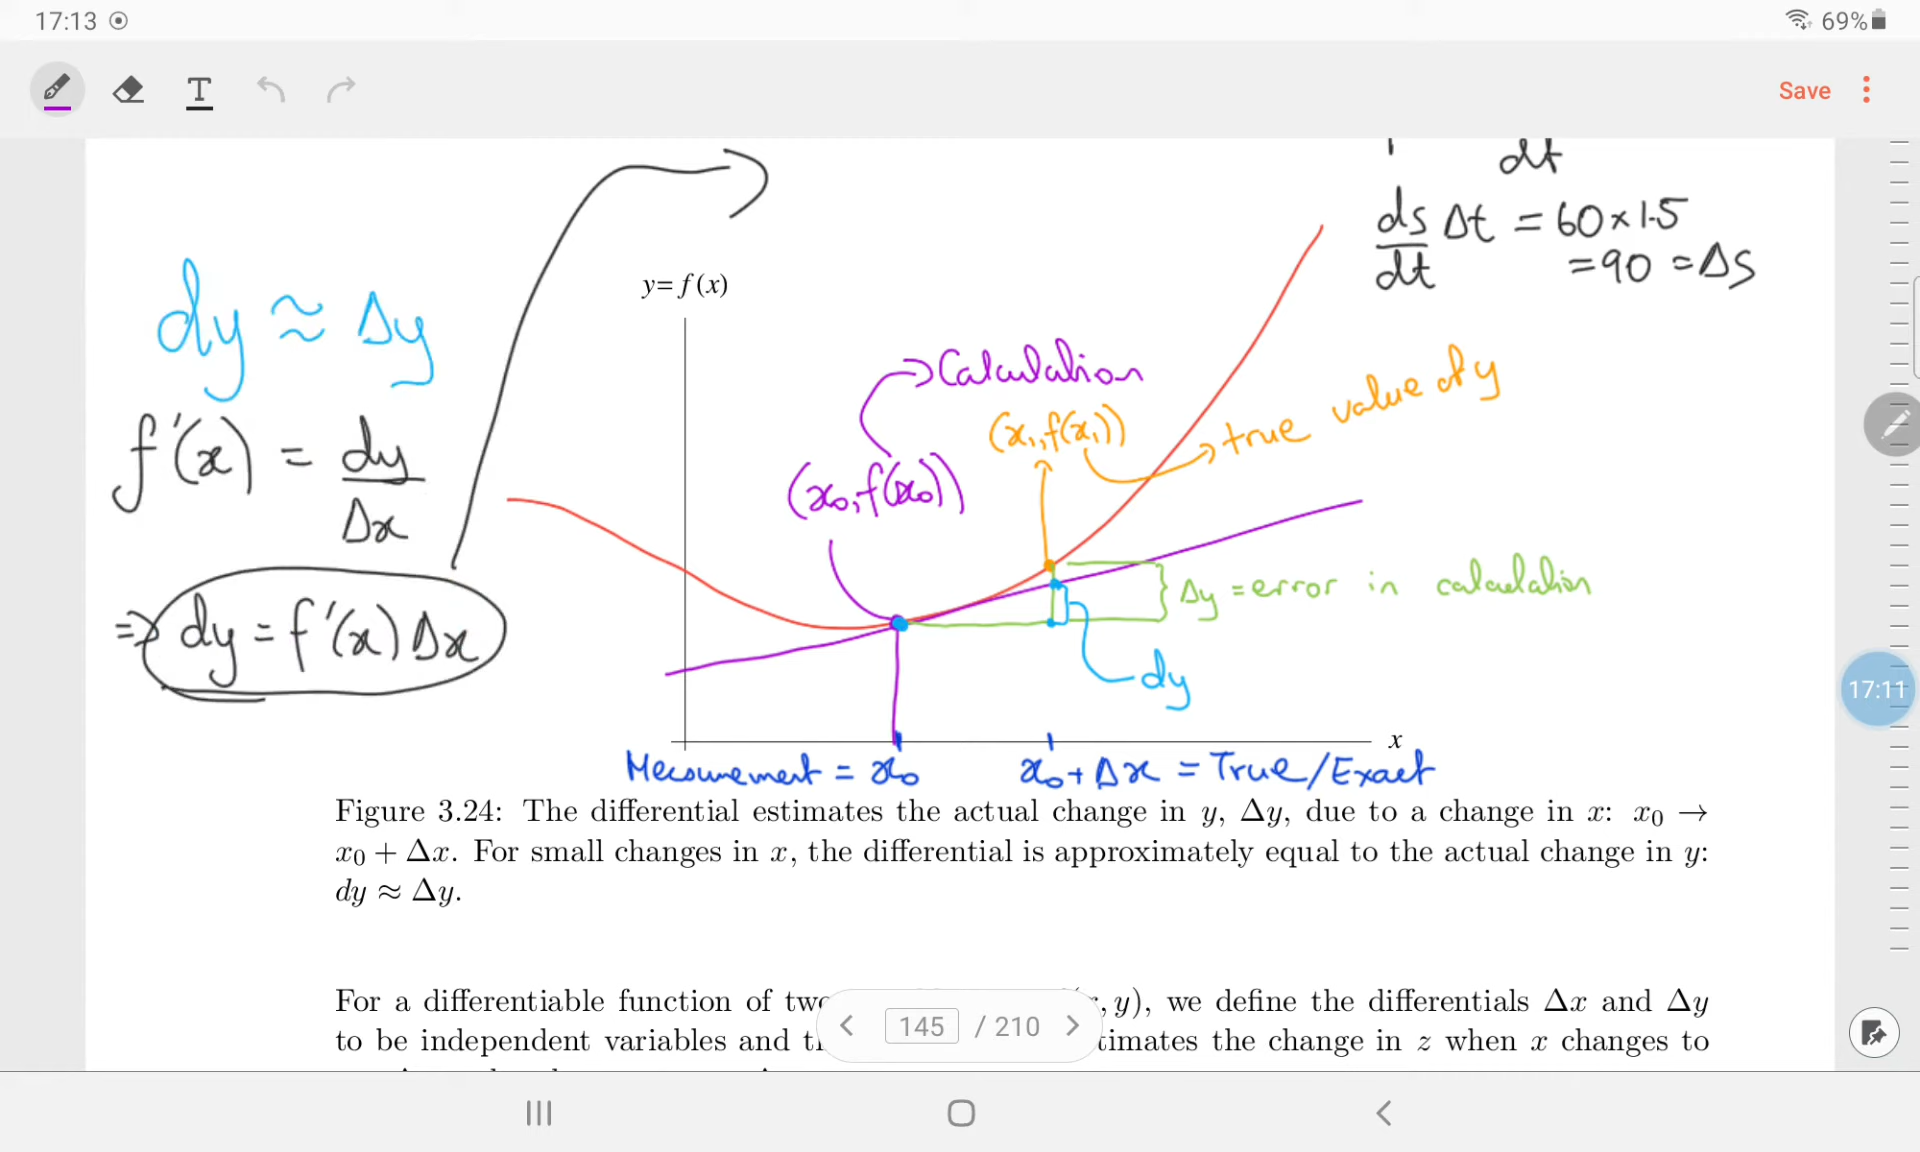 17:13
69%
T
Save
dt
ds/dt Δt = 60×1.5
=90 =ΔS
y=f(x)
dy ≈ Δy
Calculation
(x₁,f(x₁))
true value of y
f'(x) = dy/Δx
(x₀,f(x₀))
Δy = error in calculation
⇒ dy = f'(x) Δx
dy
17:11
x
Measurement = x₀
x₀+Δx = True/Exact
Figure 3.24: The differential estimates the actual change in y, Δy, due to a change in x: x₀ →
x₀ + Δx. For small changes in x, the differential is approximately equal to the actual change in y:
dy ≈ Δy.
For a differentiable function of , y), we define the differentials Δx and Δy
145 / 210
to be independent variables and timates the change in z when x changes to